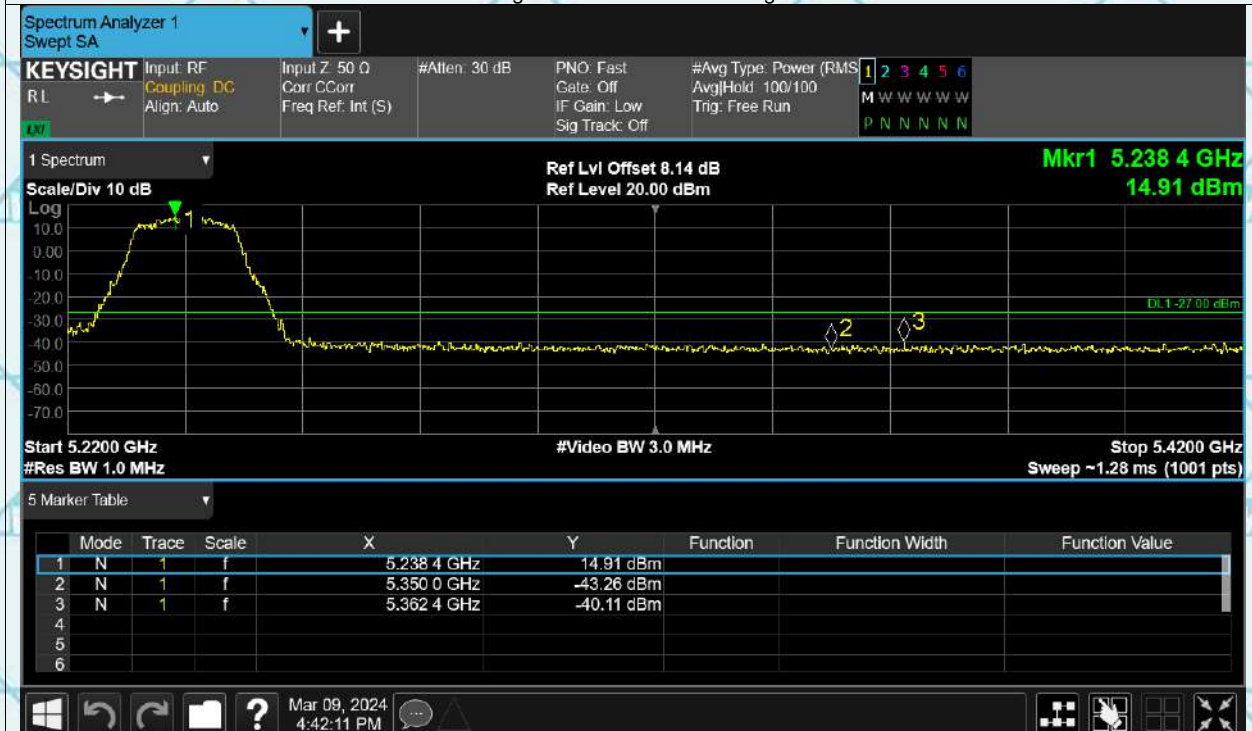 Spectrum Analyzer 1
Swept SA
+
KEYSIGHT Input: RF Input Z: 50 Ω #Atten: 30 dB PNO: Fast #Avg Type: Power (RMS 1 2 3 4 5 6
RL Coupling: DC Corr CCorr Gate: Off Avg|Hold: 100/100 M W W W W W
Align: Auto Freq Ref: Int (S) IF Gain: Low Trig: Free Run
LXI Sig Track: Off P N N N N N
1 Spectrum Ref Lvl Offset 8.14 dB Mkr1 5.238 4 GHz
Scale/Div 10 dB Ref Level 20.00 dBm 14.91 dBm
Log
1
10.0
0.00
-10.0
-20.0
DL1 -27.00 dBm
-30.0
2 3
-40.0
-50.0
-60.0
-70.0
Start 5.2200 GHz #Video BW 3.0 MHz Stop 5.4200 GHz
#Res BW 1.0 MHz Sweep ~1.28 ms (1001 pts)
5 Marker Table
Mode Trace Scale X Y Function Function Width Function Value
1 N 1 f 5.238 4 GHz 14.91 dBm
2 N 1 f 5.350 0 GHz -43.26 dBm
3 N 1 f 5.362 4 GHz -40.11 dBm
4
5
6
? Mar 09, 2024
4:42:11 PM